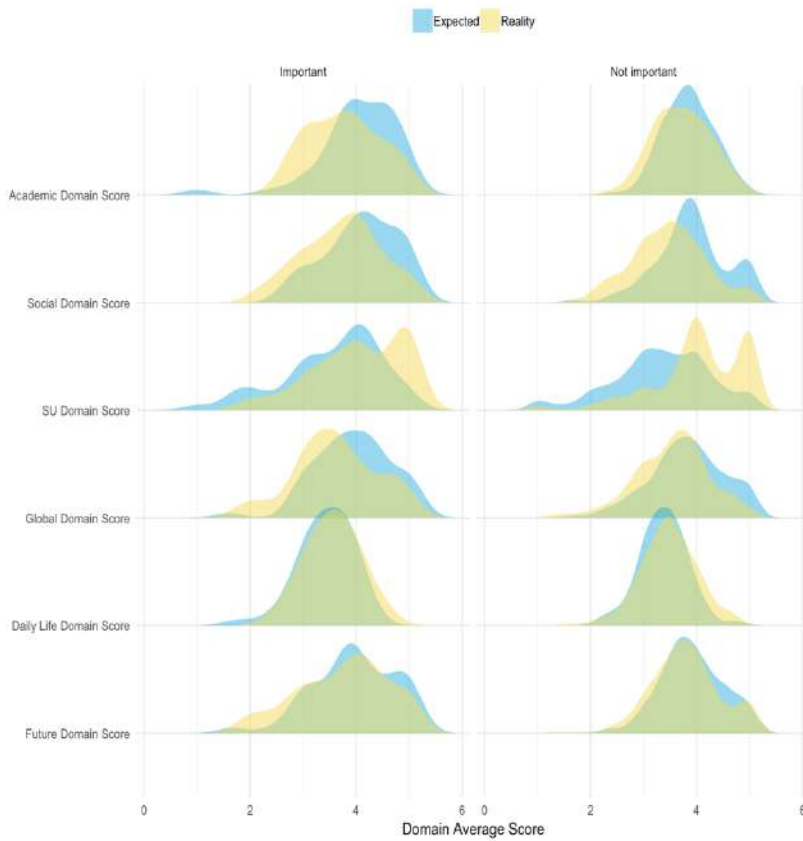 Expected Reality
Important Not important
Academic Domain Score
Social Domain Score
SU Domain Score
Global Domain Score
Daily Life Domain Score
Future Domain Score
0 2 4 6 0 2 4 6
Domain Average Score